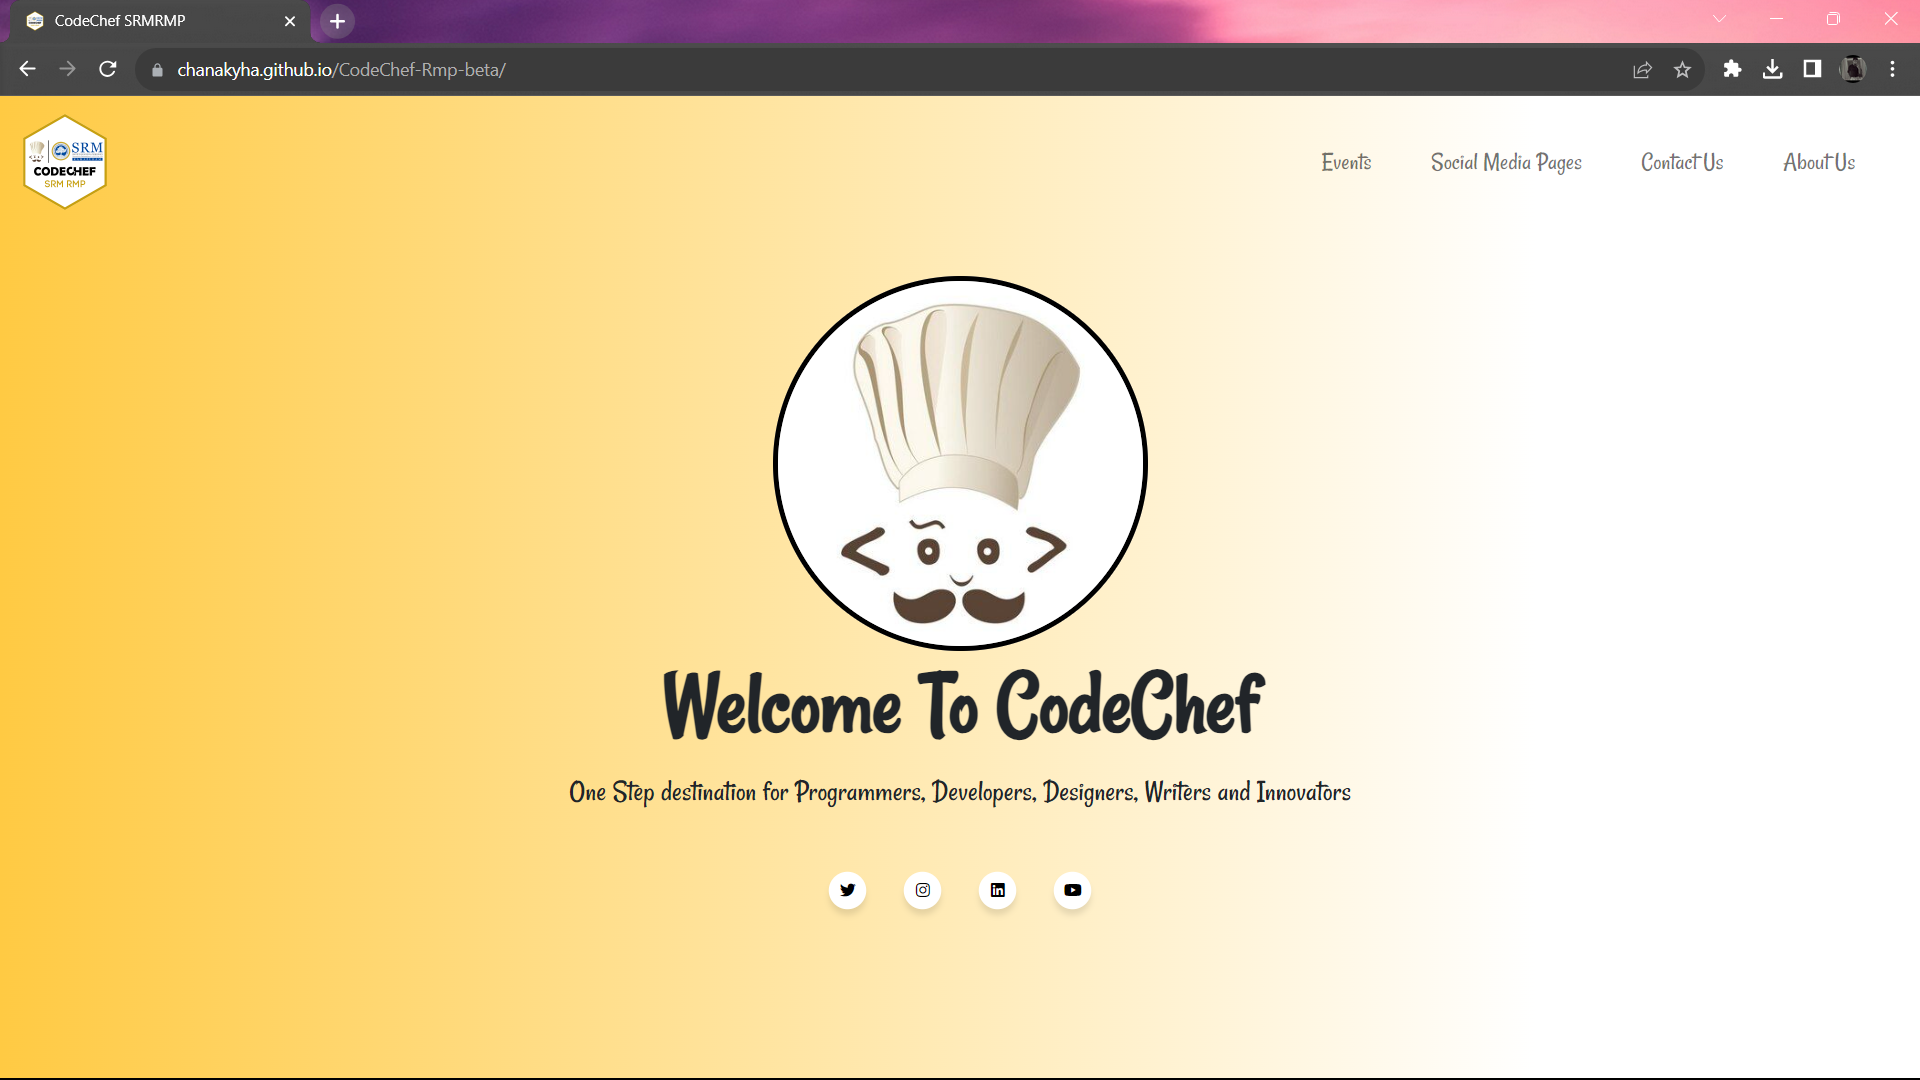 CodeChef SRMRMP
chanakyha.github.io/CodeChef-Rmp-beta/
SRM
CODECHEF
SRM RMP
Events Social Media Pages Contact Us About Us
< >
Welcome To CodeChef
One Step destination for Programmers, Developers, Designers, Writers and Innovators